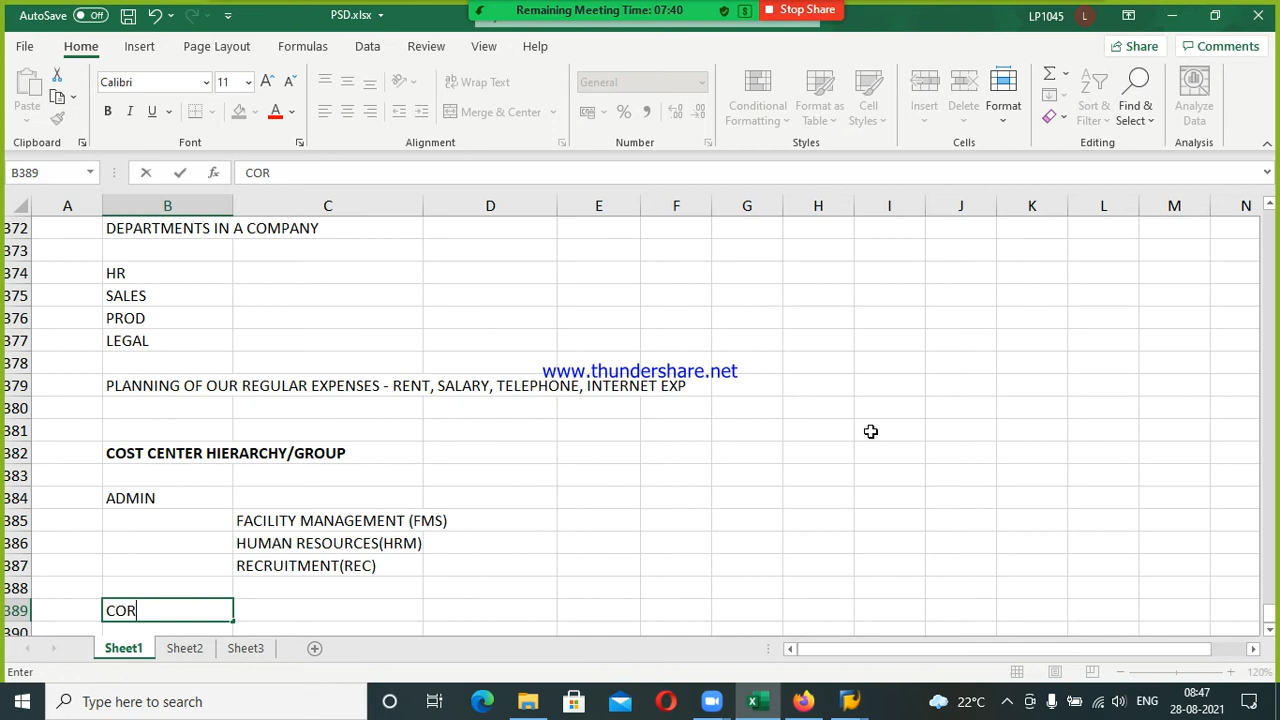 AutoSave Off
PSD.xlsx
Remaining Meeting Time: 07:40
Stop Share
LP1045
L
File Home Insert Page Layout Formulas Data Review View Help
Share
Comments
Paste
Calibri 11
B I U
Wrap Text
Merge & Center
General
Conditional Formatting
Format as Table
Cell Styles
Insert Delete Format
Sort & Filter
Find & Select
Analyze Data
Clipboard Font Alignment Number Styles Cells Editing Analysis
B389 fx COR
A B C D E F G H I J K L M N
372 DEPARTMENTS IN A COMPANY
373
374 HR
375 SALES
376 PROD
377 LEGAL
378
www.thundershare.net
379 PLANNING OF OUR REGULAR EXPENSES - RENT, SALARY, TELEPHONE, INTERNET EXP
380
381
382 COST CENTER HIERARCHY/GROUP
383
384 ADMIN
385 FACILITY MANAGEMENT (FMS)
386 HUMAN RESOURCES(HRM)
387 RECRUITMENT(REC)
388
389 COR
390
Sheet1 Sheet2 Sheet3
Enter
120%
Type here to search
22°C
ENG
08:47
28-08-2021